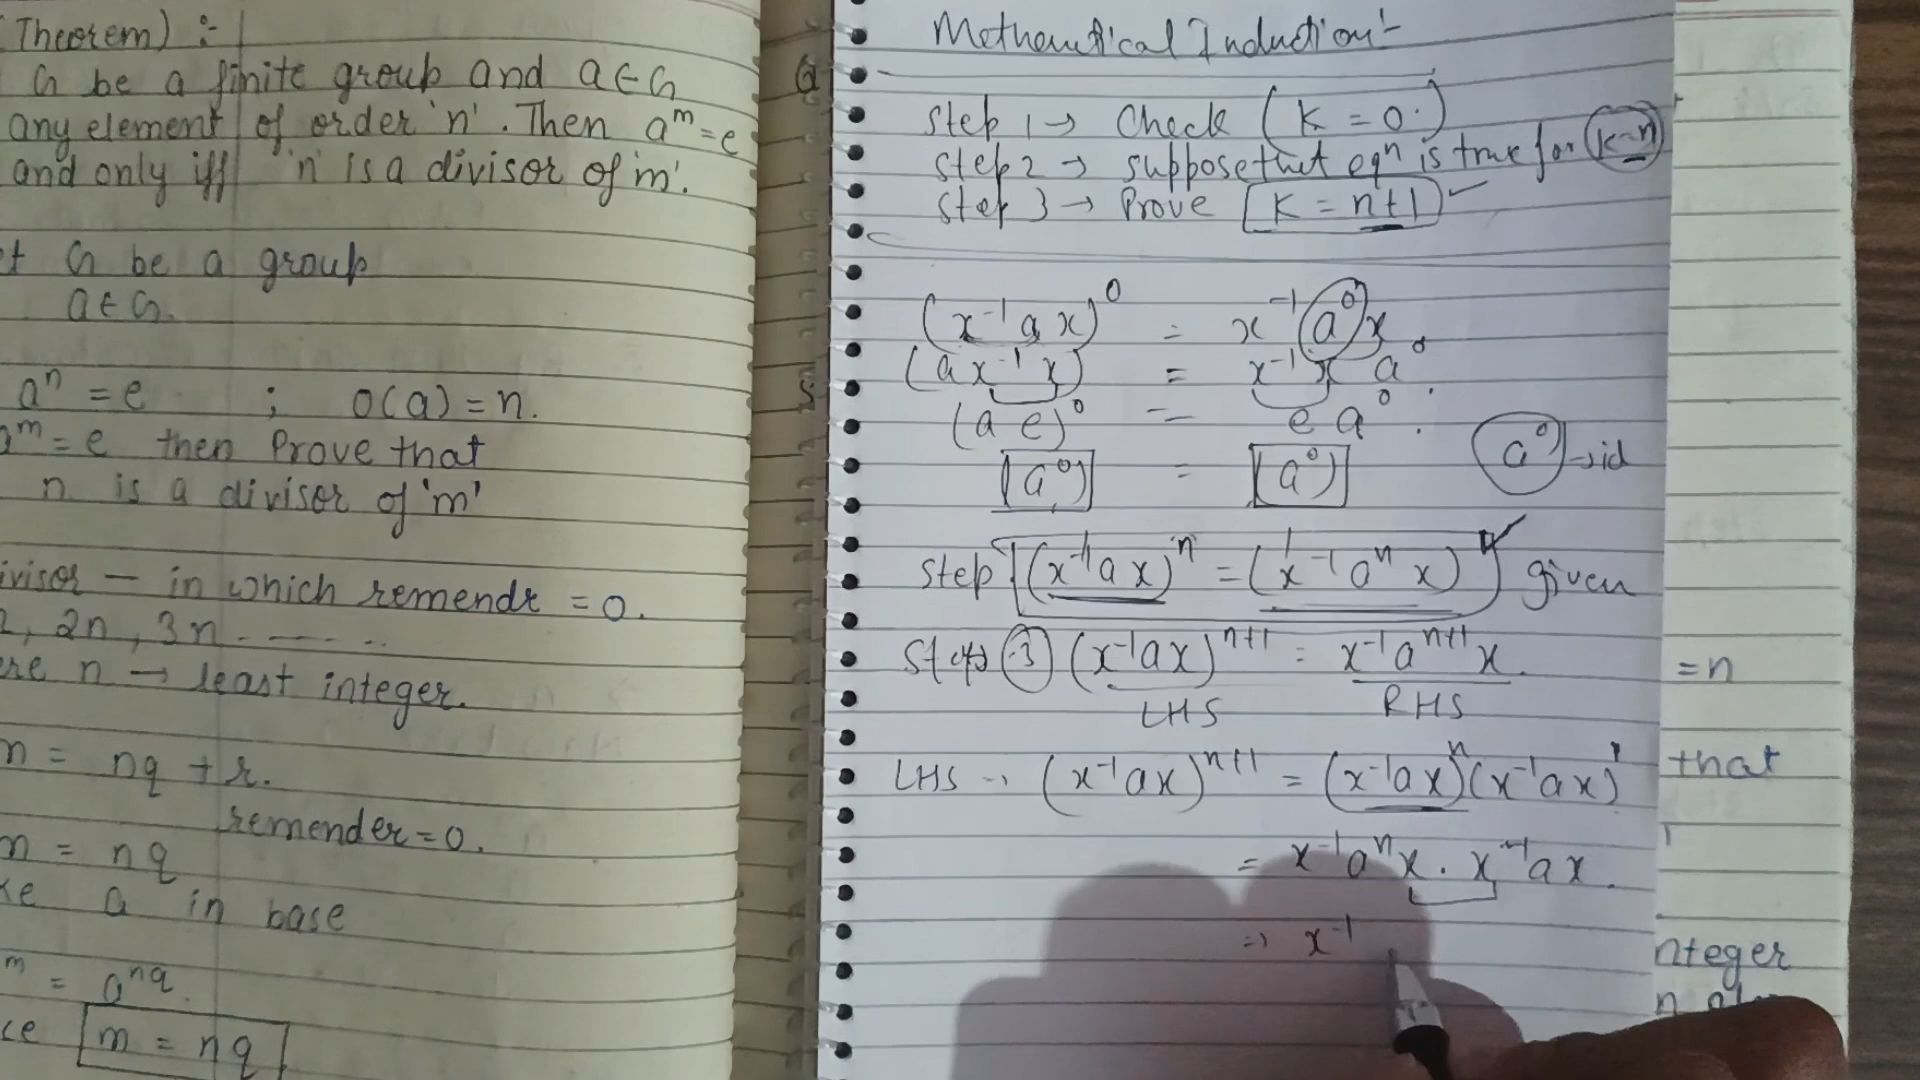 Theorem) :-
G be a finite group and a ∈ G
any element of order 'n'. Then a^m = e
and only iff 'n' is a divisor of 'm'.
G be a group
a ∈ G.
a^n = e ; O(a) = n.
a^m = e then Prove that
n is a divisor of 'm'
ivisor — in which remendr = 0.
, 2n, 3n - - - - ..
ere n → least integer.
m = nq + r.
remender = 0.
m = nq
ke a in base
m = a^nq.
ce m = nq
Mathematical Induction:-
Step 1 → Check (K = 0.)
Step 2 → suppose that eq^n is true for K = n
Step 3 → Prove K = n+1
(x^-1 a x)^0 = x^-1 a^0 x
(a x^-1 x) = x^-1 x a^0.
(a e)^0 = e a^0.
(a^0) = (a^0) a^0 → id
Step (x^-1 a x)^n = (x^-1 a^n x) given
Step 3 (x^-1 a x)^n+1 = x^-1 a^n+1 x.
LHS RHS
LHS → (x^-1 a x)^n+1 = (x^-1 a x)^n (x^-1 a x)^1
= x^-1 a^n x . x^-1 a x.
=> x^-1
= n
that
nteger